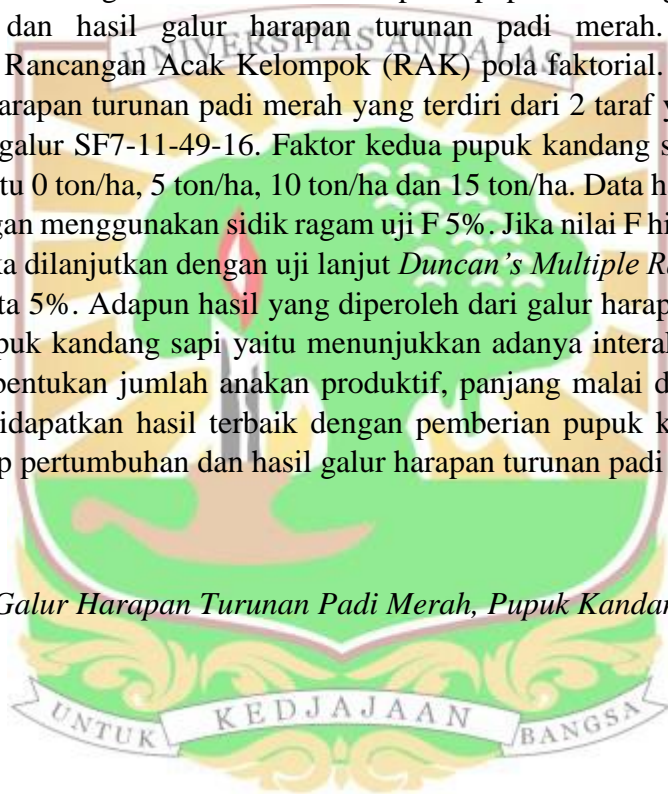 dan hasil galur harapan turunan padi merah.
UNIVERSITAS ANDALAS
Rancangan Acak Kelompok (RAK) pola faktorial.
arapan turunan padi merah yang terdiri dari 2 taraf y
galur SF7-11-49-16. Faktor kedua pupuk kandang s
tu 0 ton/ha, 5 ton/ha, 10 ton/ha dan 15 ton/ha. Data h
gan menggunakan sidik ragam uji F 5%. Jika nilai F hi
ka dilanjutkan dengan uji lanjut Duncan's Multiple Ra
ta 5%. Adapun hasil yang diperoleh dari galur harap
puk kandang sapi yaitu menunjukkan adanya intera
bentukan jumlah anakan produktif, panjang malai d
idapatkan hasil terbaik dengan pemberian pupuk k
p pertumbuhan dan hasil galur harapan turunan padi
Galur Harapan Turunan Padi Merah, Pupuk Kandan
UNTUK KEDJAJAAN BANGSA